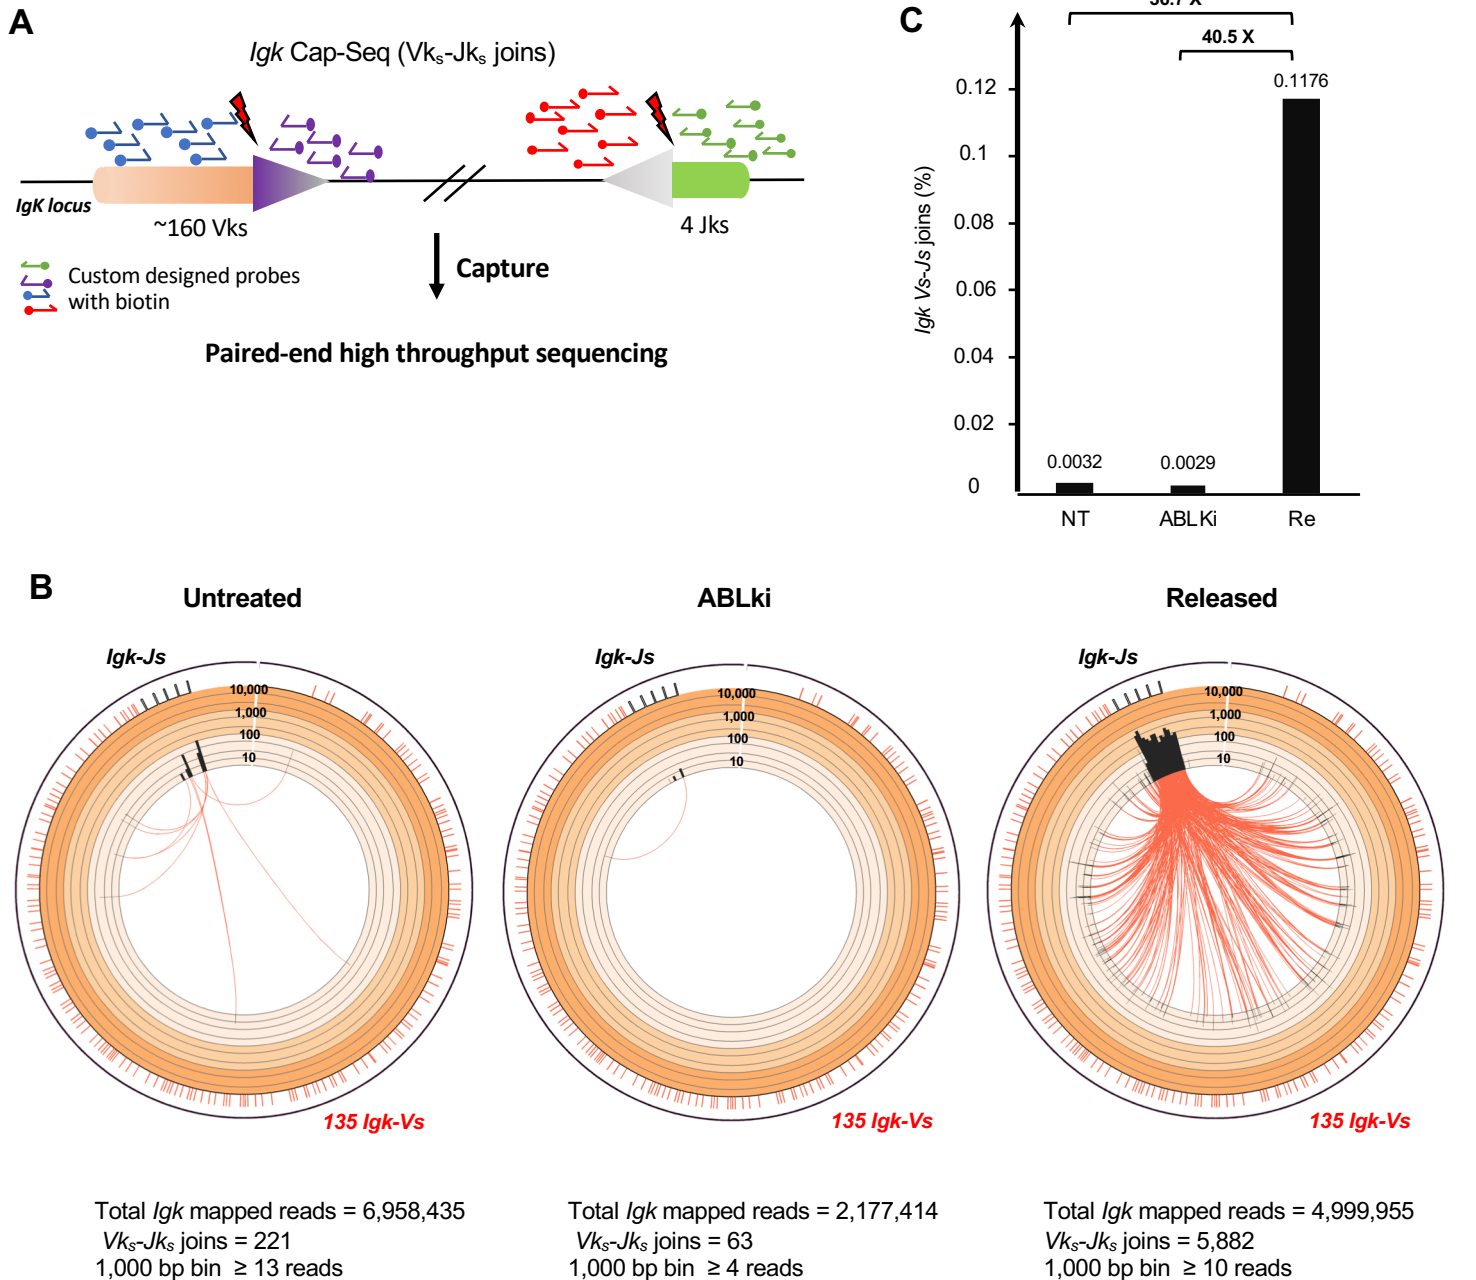 A
Igk Cap-Seq (Vks-Jks joins)
IgK locus
~160 Vks
4 Jks
Custom designed probes
with biotin
Capture
Paired-end high throughput sequencing
C
40.5 X
0.1176
0.12
0.1
0.08
0.06
0.04
0.02
0
Igk Vs-Js joins (%)
0.0032
0.0029
NT
ABLKi
Re
B
Untreated
Igk-Js
10,000
1,000
100
10
135 Igk-Vs
Total Igk mapped reads = 6,958,435
Vks-Jks joins = 221
1,000 bp bin ≥ 13 reads
ABLki
Igk-Js
10,000
1,000
100
10
135 Igk-Vs
Total Igk mapped reads = 2,177,414
Vks-Jks joins = 63
1,000 bp bin ≥ 4 reads
Released
Igk-Js
10,000
1,000
100
10
135 Igk-Vs
Total Igk mapped reads = 4,999,955
Vks-Jks joins = 5,882
1,000 bp bin ≥ 10 reads